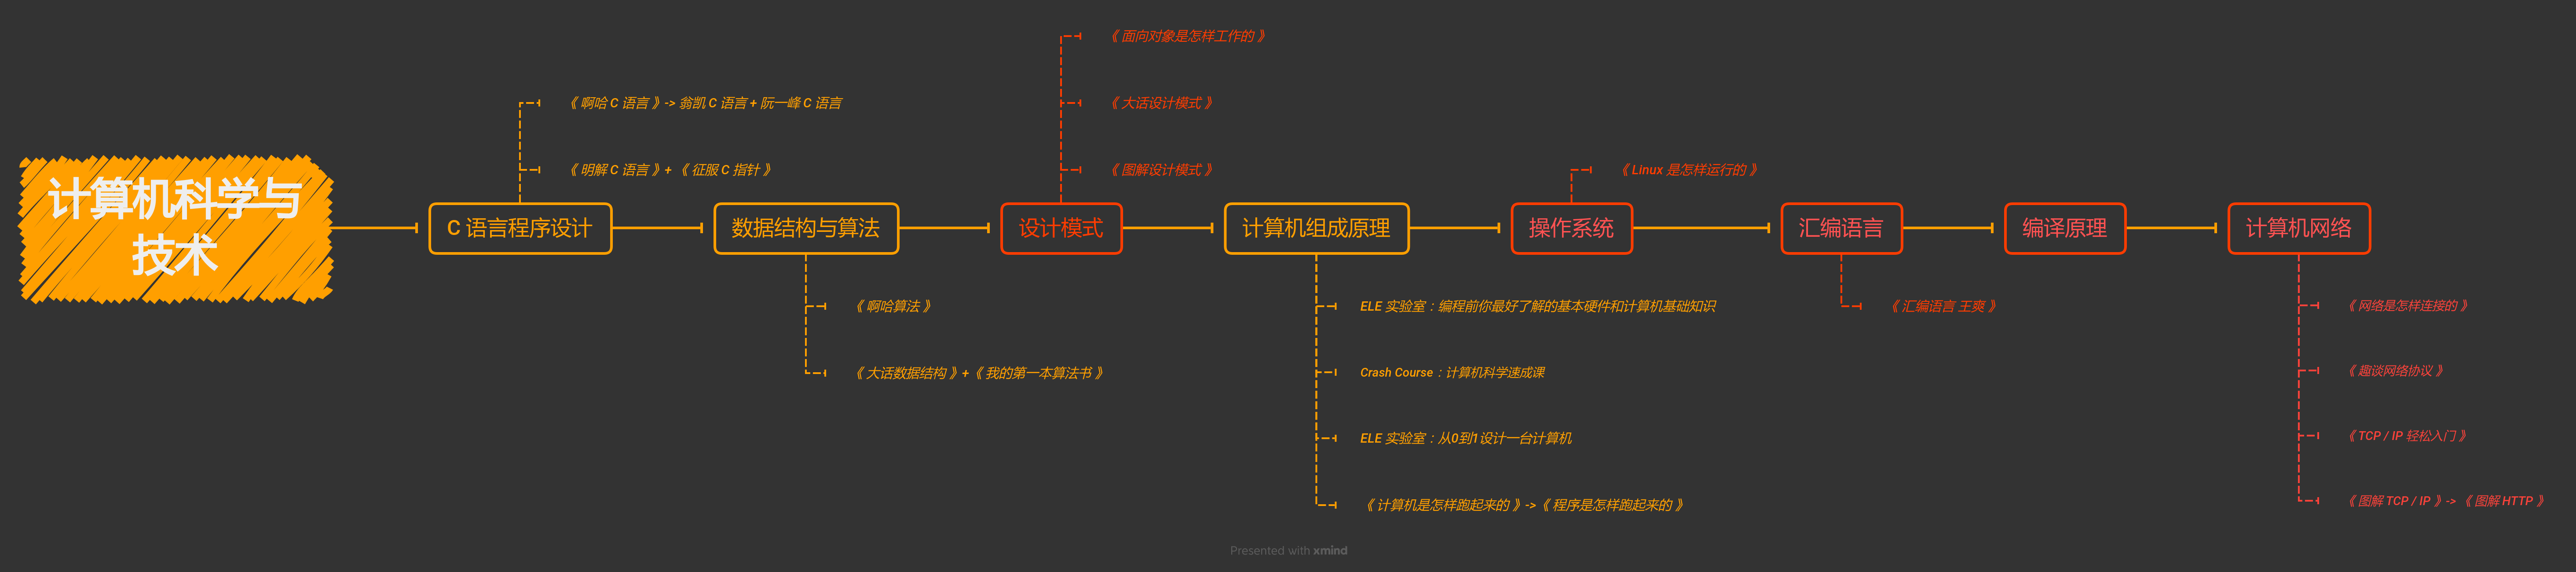 计算机科学与
技术
C 语言程序设计
《 啊哈 C 语言 》-> 翁凯 C 语言 + 阮一峰 C 语言
《 明解 C 语言 》+ 《 征服 C 指针 》
数据结构与算法
《 啊哈算法 》
《 大话数据结构 》+《 我的第一本算法书 》
设计模式
《 面向对象是怎样工作的 》
《 大话设计模式 》
《 图解设计模式 》
计算机组成原理
ELE 实验室：编程前你最好了解的基本硬件和计算机基础知识
Crash Course：计算机科学速成课
ELE 实验室：从0到1设计一台计算机
《 计算机是怎样跑起来的 》->《 程序是怎样跑起来的 》
操作系统
《 Linux 是怎样运行的 》
汇编语言
《 汇编语言 王爽 》
编译原理
计算机网络
《 网络是怎样连接的 》
《 趣谈网络协议 》
《 TCP / IP 轻松入门 》
《 图解 TCP / IP 》-> 《 图解 HTTP 》
Presented with xmind